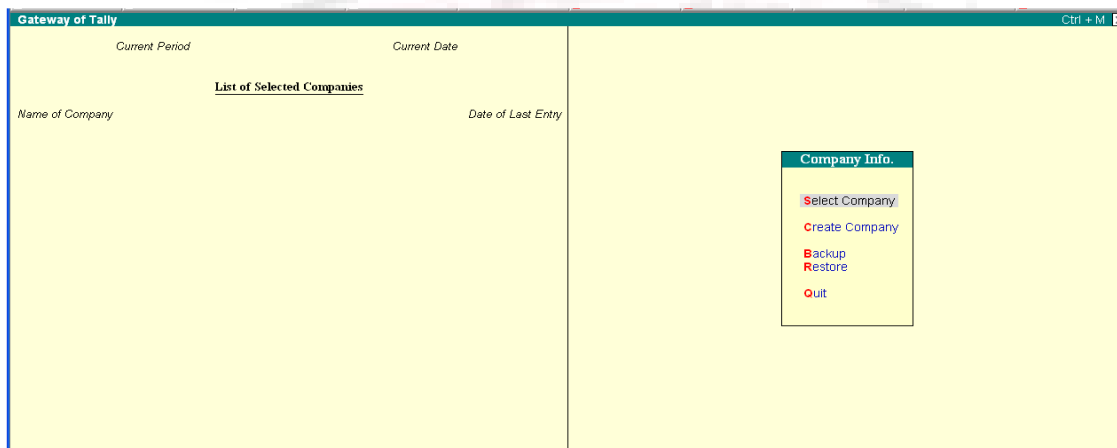 Gateway of Tally Ctrl + M
Current Period Current Date
List of Selected Companies
Name of Company Date of Last Entry
Company Info.
Select Company
Create Company
Backup
Restore
Quit